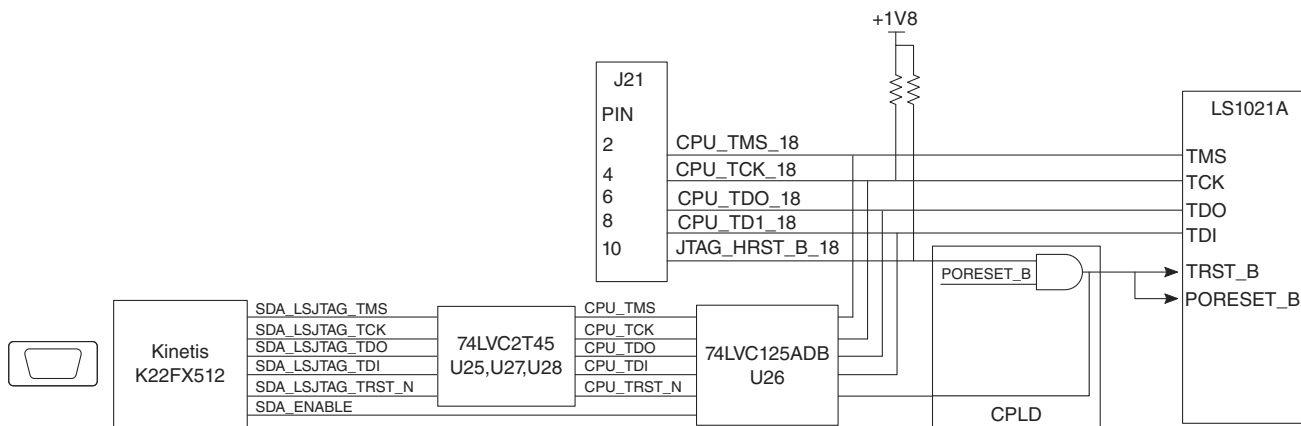 +1V8
J21
PIN
2
4
6
8
10
CPU_TMS_18
CPU_TCK_18
CPU_TDO_18
CPU_TD1_18
JTAG_HRST_B_18
LS1021A
TMS
TCK
TDO
TDI
TRST_B
PORESET_B
PORESET_B
CPLD
Kinetis
K22FX512
SDA_LSJTAG_TMS
SDA_LSJTAG_TCK
SDA_LSJTAG_TDO
SDA_LSJTAG_TDI
SDA_LSJTAG_TRST_N
SDA_ENABLE
74LVC2T45
U25,U27,U28
CPU_TMS
CPU_TCK
CPU_TDO
CPU_TDI
CPU_TRST_N
74LVC125ADB
U26